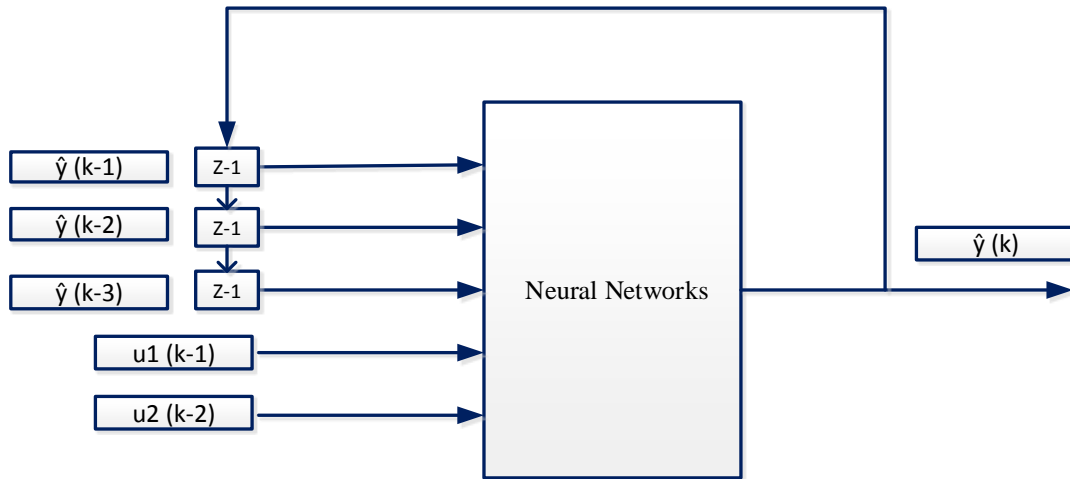 ŷ (k-1)
Z-1
ŷ (k-2)
Z-1
ŷ (k)
ŷ (k-3)
Z-1
Neural Networks
u1 (k-1)
u2 (k-2)